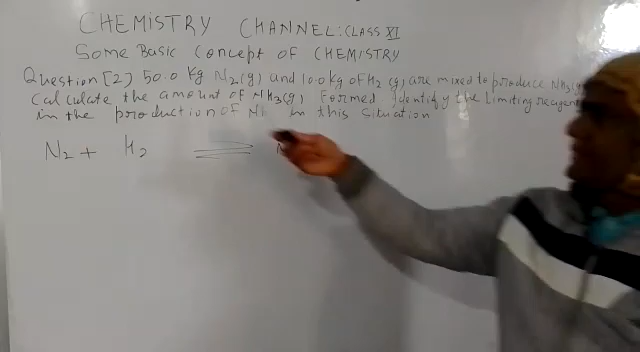 CHEMISTRY CHANNEL: CLASS XI
SOME BASIC CONCEPT OF CHEMISTRY
Question [2] 50.0 Kg N2(g) and 10.0 kg of H2 (g) are mixed to produce NH3(g)
Calculate the amount of NH3(g) Formed Identify the Limiting reagent
in the production of in this situation
N2 + H2 ⇌